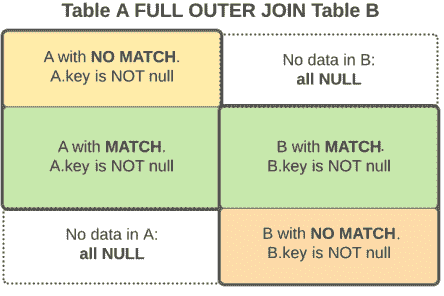 Table A FULL OUTER JOIN Table B
A with NO MATCH.
A.key is NOT null
No data in B:
all NULL
A with MATCH.
A.key is NOT null
B with MATCH.
B.key is NOT null
No data in A:
all NULL
B with NO MATCH.
B.key is NOT null